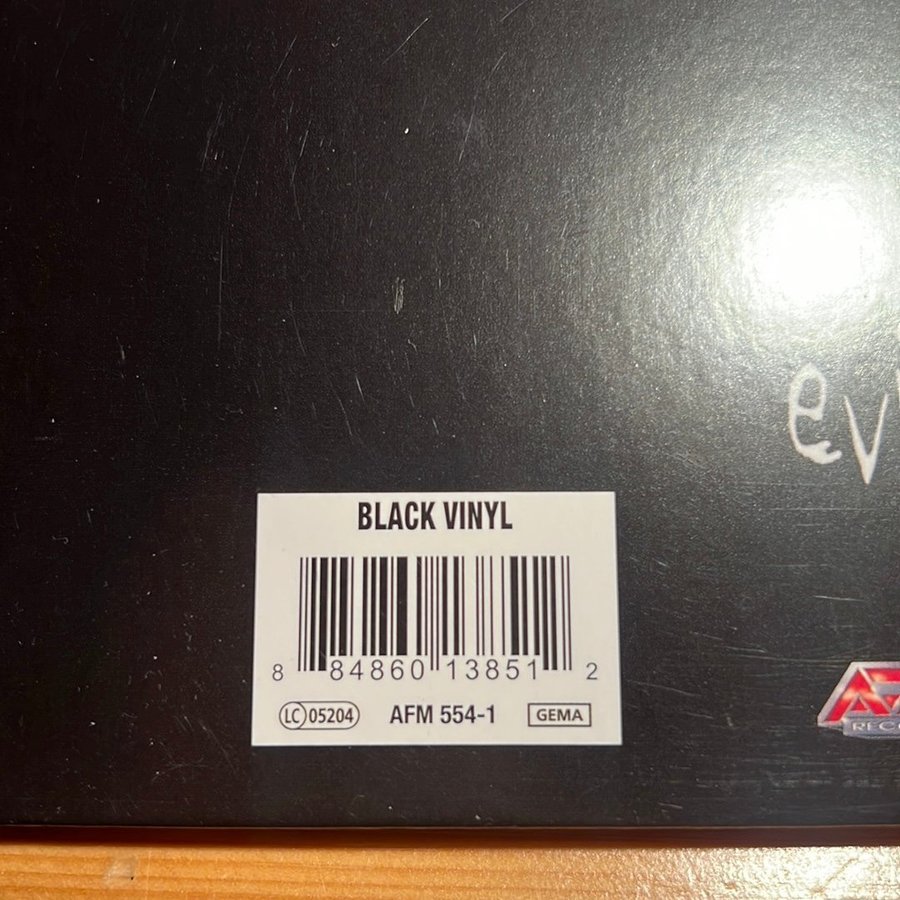 BLACK VINYL
8 84860 13851 2
LC 05204 AFM 554-1 GEMA